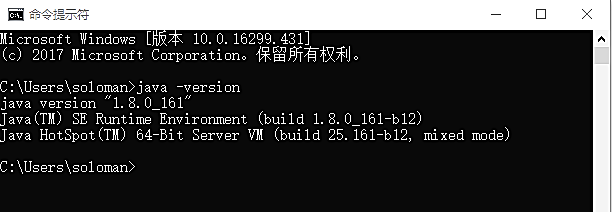 命令提示符
Microsoft Windows [版本 10.0.16299.431]
(c) 2017 Microsoft Corporation。保留所有权利。
C:\Users\soloman>java -version
java version "1.8.0_161"
Java(TM) SE Runtime Environment (build 1.8.0_161-b12)
Java HotSpot(TM) 64-Bit Server VM (build 25.161-b12, mixed mode)
C:\Users\soloman>